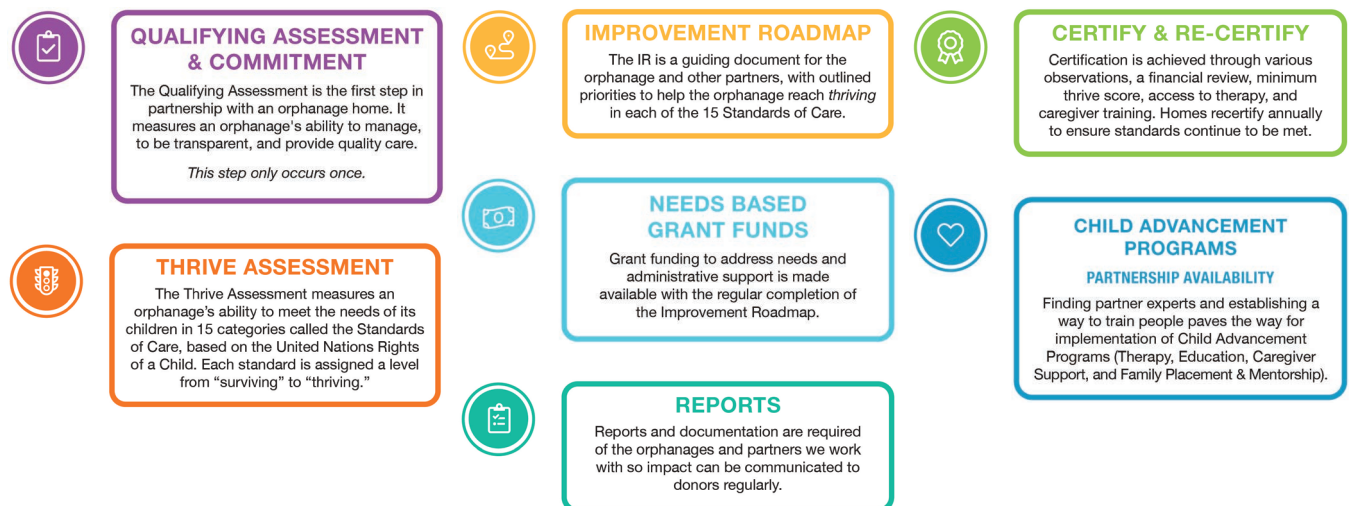 QUALIFYING ASSESSMENT
& COMMITMENT
The Qualifying Assessment is the first step in
partnership with an orphanage home. It
measures an orphanage's ability to manage,
to be transparent, and provide quality care.
This step only occurs once.
THRIVE ASSESSMENT
The Thrive Assessment measures an
orphanage’s ability to meet the needs of its
children in 15 categories called the Standards
of Care, based on the United Nations Rights
of a Child. Each standard is assigned a level
from “surviving” to “thriving.”
IMPROVEMENT ROADMAP
The IR is a guiding document for the
orphanage and other partners, with outlined
priorities to help the orphanage reach thriving
in each of the 15 Standards of Care.
NEEDS BASED
GRANT FUNDS
Grant funding to address needs and
administrative support is made
available with the regular completion of
the Improvement Roadmap.
REPORTS
Reports and documentation are required
of the orphanages and partners we work
with so impact can be communicated to
donors regularly.
CERTIFY & RE-CERTIFY
Certification is achieved through various
observations, a financial review, minimum
thrive score, access to therapy, and
caregiver training. Homes recertify annually
to ensure standards continue to be met.
CHILD ADVANCEMENT
PROGRAMS
PARTNERSHIP AVAILABILITY
Finding partner experts and establishing a
way to train people paves the way for
implementation of Child Advancement
Programs (Therapy, Education, Caregiver
Support, and Family Placement & Mentorship).